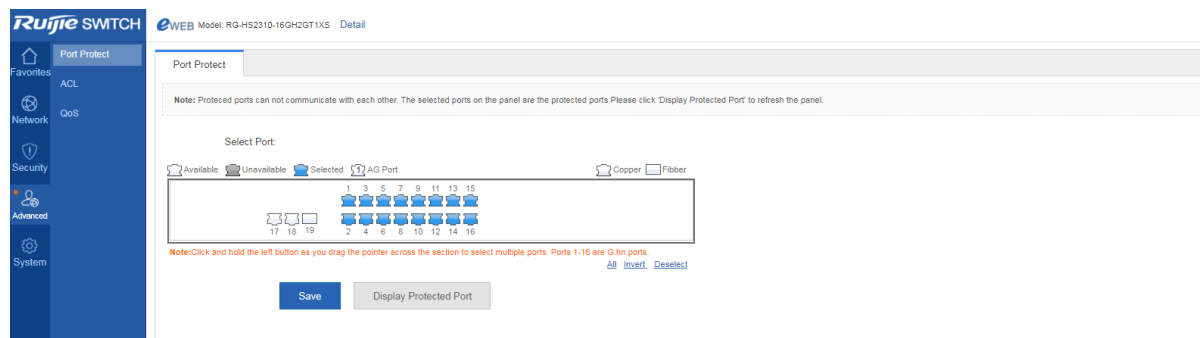 Ruijie SWITCH
eWEB Model: RG-HS2310-16GH2GT1XS Detail
Favorites
Network
Security
Advanced
System
Port Protect
ACL
QoS
Port Protect
Note: Proteced ports can not communicate with each other. The selected ports on the panel are the protected ports.Please click 'Display Protected Port' to refresh the panel.
Select Port:
Available Unavailable Selected 1 AG Port Copper Fibber
1 3 5 7 9 11 13 15
17 18 19 2 4 6 8 10 12 14 16
Note:Click and hold the left button as you drag the pointer across the section to select multiple ports. Ports 1-16 are G.hn ports.
All Invert Deselect
Save Display Protected Port